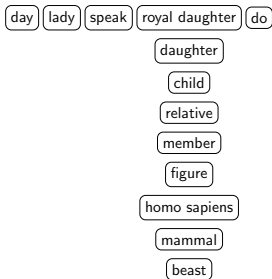 day lady speak royal daughter do
daughter
child
relative
member
figure
homo sapiens
mammal
beast